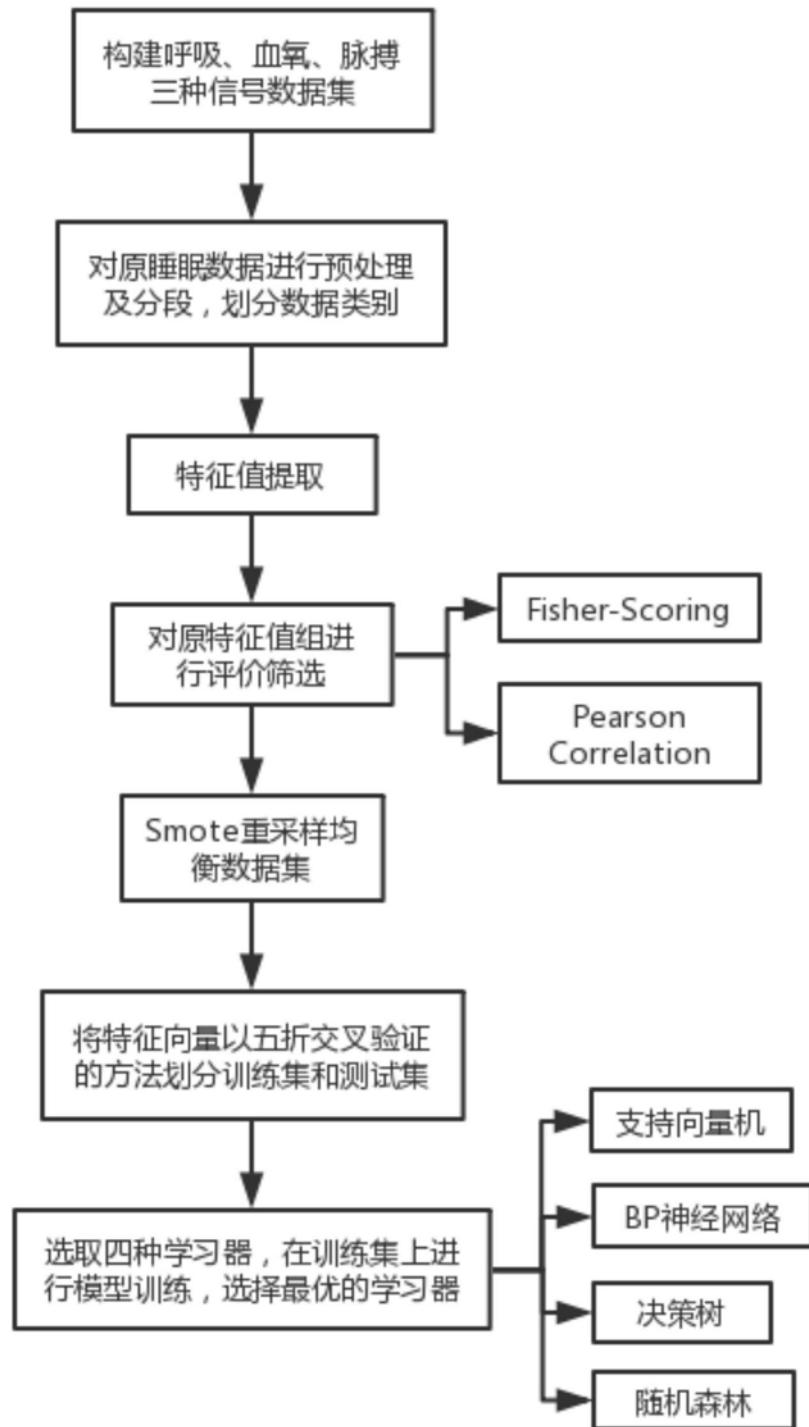 构建呼吸、血氧、脉搏
三种信号数据集
对原睡眠数据进行预处理
及分段，划分数据类别
特征值提取
对原特征值组进
行评价筛选
Fisher-Scoring
Pearson
Correlation
Smote重采样均
衡数据集
将特征向量以五折交叉验证
的方法划分训练集和测试集
选取四种学习器，在训练集上进
行模型训练，选择最优的学习器
支持向量机
BP神经网络
决策树
随机森林